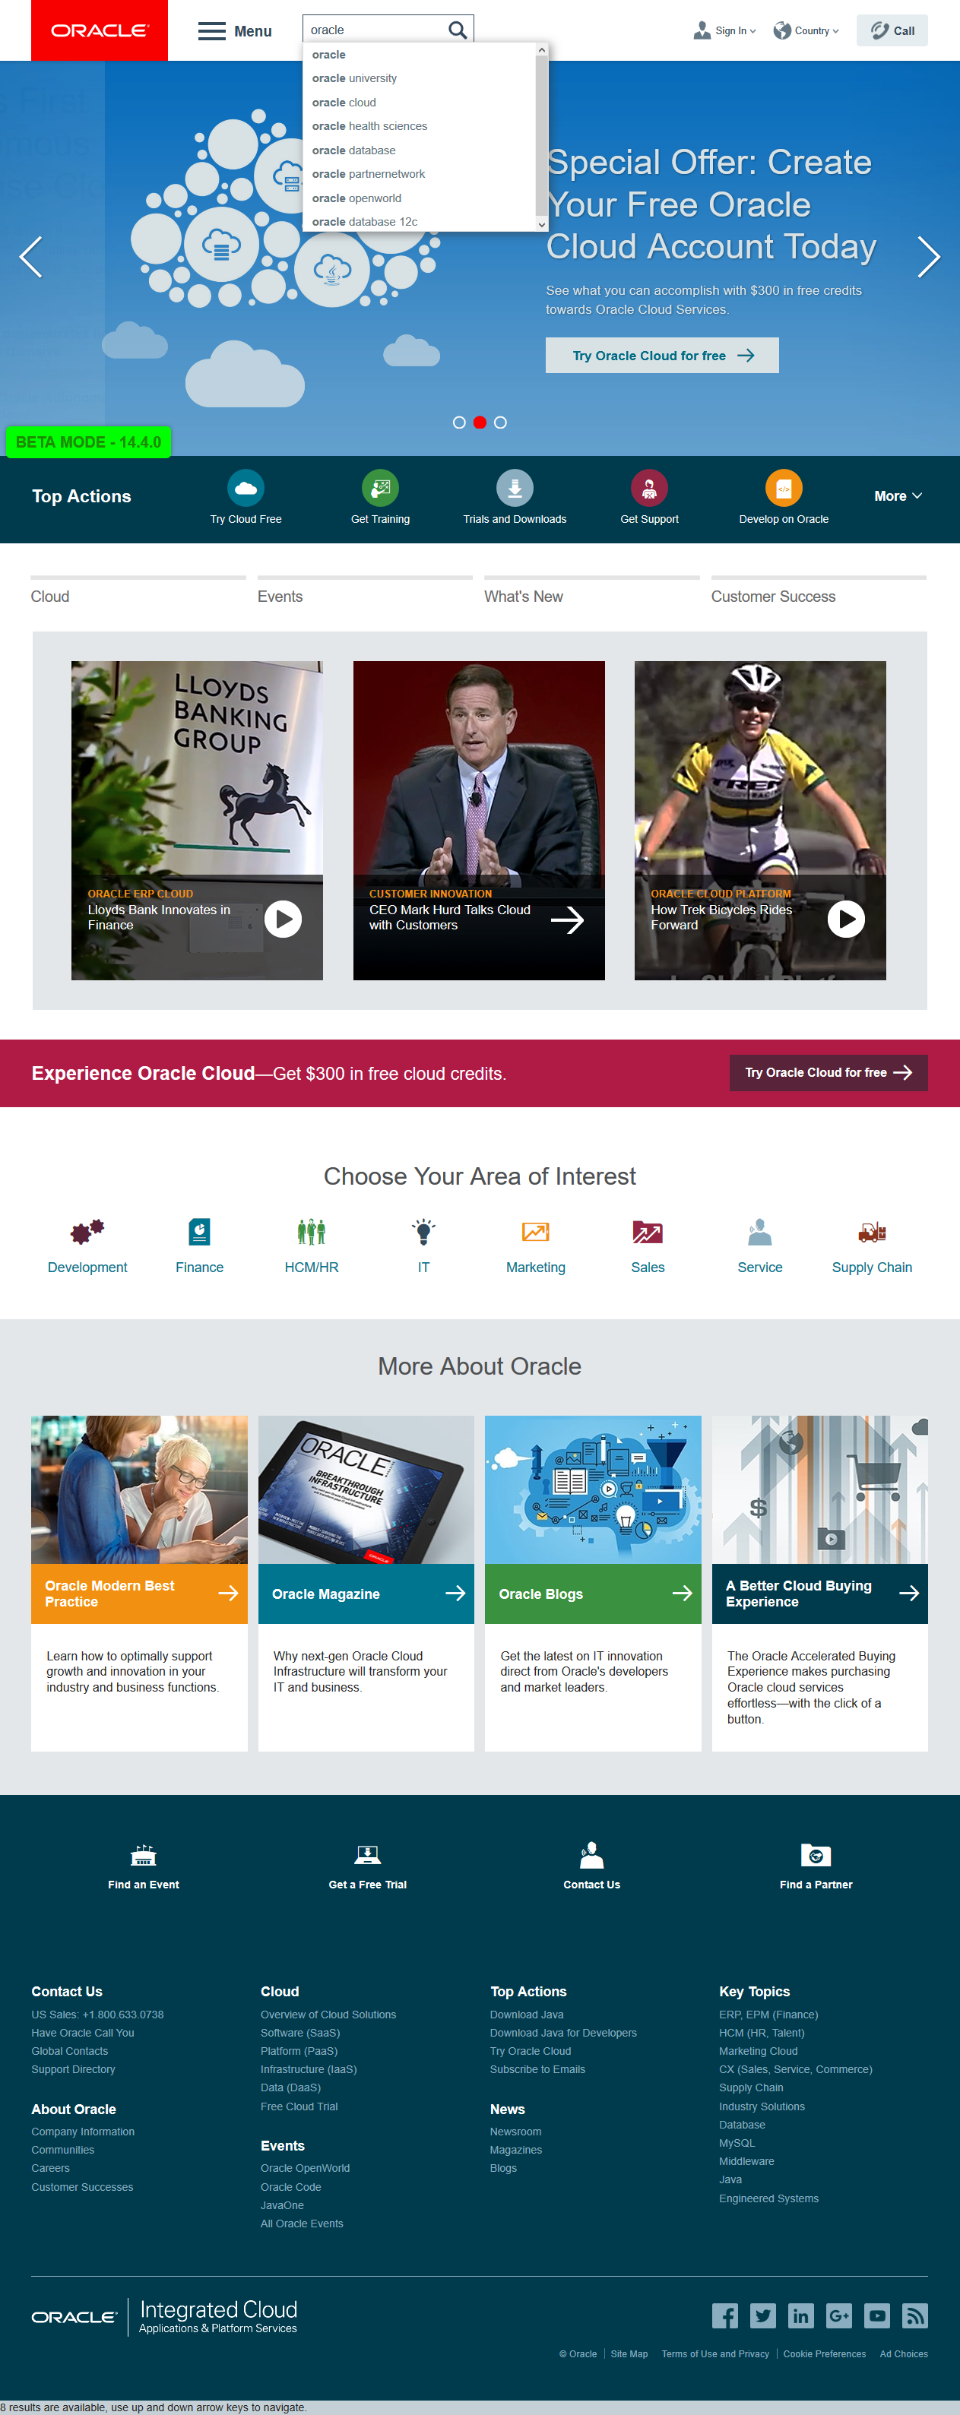 ORACLE
Menu
oracle
Sign In
Country
Call
oracle
oracle university
oracle cloud
oracle health sciences
oracle database
oracle partnernetwork
oracle openworld
oracle database 12c
s First
mous
Special Offer: Create
Your Free Oracle
Cloud Account Today
See what you can accomplish with $300 in free credits
towards Oracle Cloud Services.
Try Oracle Cloud for free
BETA MODE - 14.4.0
Top Actions
Try Cloud Free
Get Training
Trials and Downloads
Get Support
Develop on Oracle
More
Cloud
Events
What's New
Customer Success
LLOYDS
BANKING
GROUP
ORACLE ERP CLOUD
Lloyds Bank Innovates in
Finance
CUSTOMER INNOVATION
CEO Mark Hurd Talks Cloud
with Customers
TREK
ORACLE CLOUD PLATFORM
How Trek Bicycles Rides
Forward
Experience Oracle Cloud—Get $300 in free cloud credits.
Try Oracle Cloud for free
Choose Your Area of Interest
Development
Finance
HCM/HR
IT
Marketing
Sales
Service
Supply Chain
More About Oracle
ORACLE
BREAKTHROUGH
INFRASTRUCTURE
$
Oracle Modern Best
Practice
Oracle Magazine
Oracle Blogs
A Better Cloud Buying
Experience
Learn how to optimally support
growth and innovation in your
industry and business functions.
Why next-gen Oracle Cloud
Infrastructure will transform your
IT and business.
Get the latest on IT innovation
direct from Oracle's developers
and market leaders.
The Oracle Accelerated Buying
Experience makes purchasing
Oracle cloud services
effortless—with the click of a
button.
Find an Event
Get a Free Trial
Contact Us
Find a Partner
Contact Us
US Sales: +1.800.633.0738
Have Oracle Call You
Global Contacts
Support Directory
About Oracle
Company Information
Communities
Careers
Customer Successes
Cloud
Overview of Cloud Solutions
Software (SaaS)
Platform (PaaS)
Infrastructure (IaaS)
Data (DaaS)
Free Cloud Trial
Events
Oracle OpenWorld
Oracle Code
JavaOne
All Oracle Events
Top Actions
Download Java
Download Java for Developers
Try Oracle Cloud
Subscribe to Emails
News
Newsroom
Magazines
Blogs
Key Topics
ERP, EPM (Finance)
HCM (HR, Talent)
Marketing Cloud
CX (Sales, Service, Commerce)
Supply Chain
Industry Solutions
Database
MySQL
Middleware
Java
Engineered Systems
ORACLE
Integrated Cloud
Applications & Platform Services
© Oracle
Site Map
Terms of Use and Privacy
Cookie Preferences
Ad Choices
8 results are available, use up and down arrow keys to navigate.